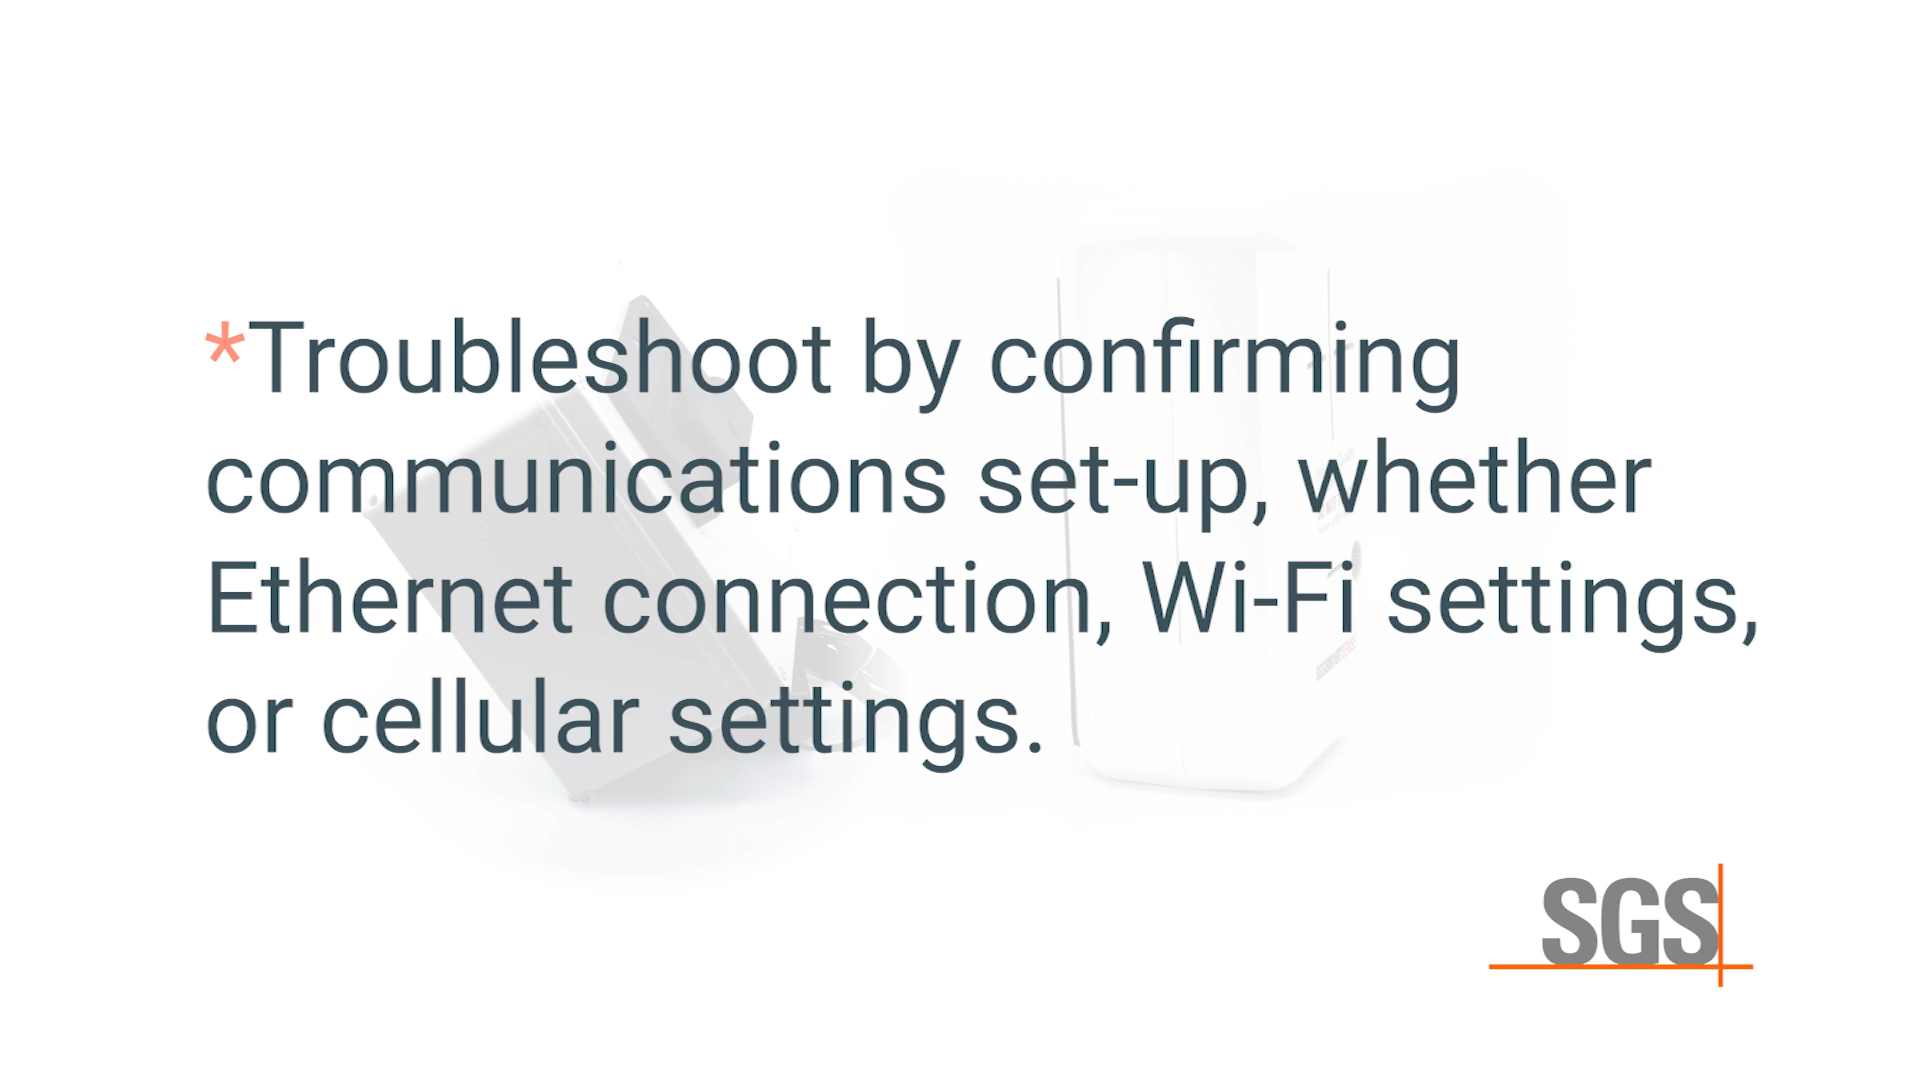 *Troubleshoot by confirming
communications set-up, whether
Ethernet connection, Wi-Fi settings,
or cellular settings.
SGS